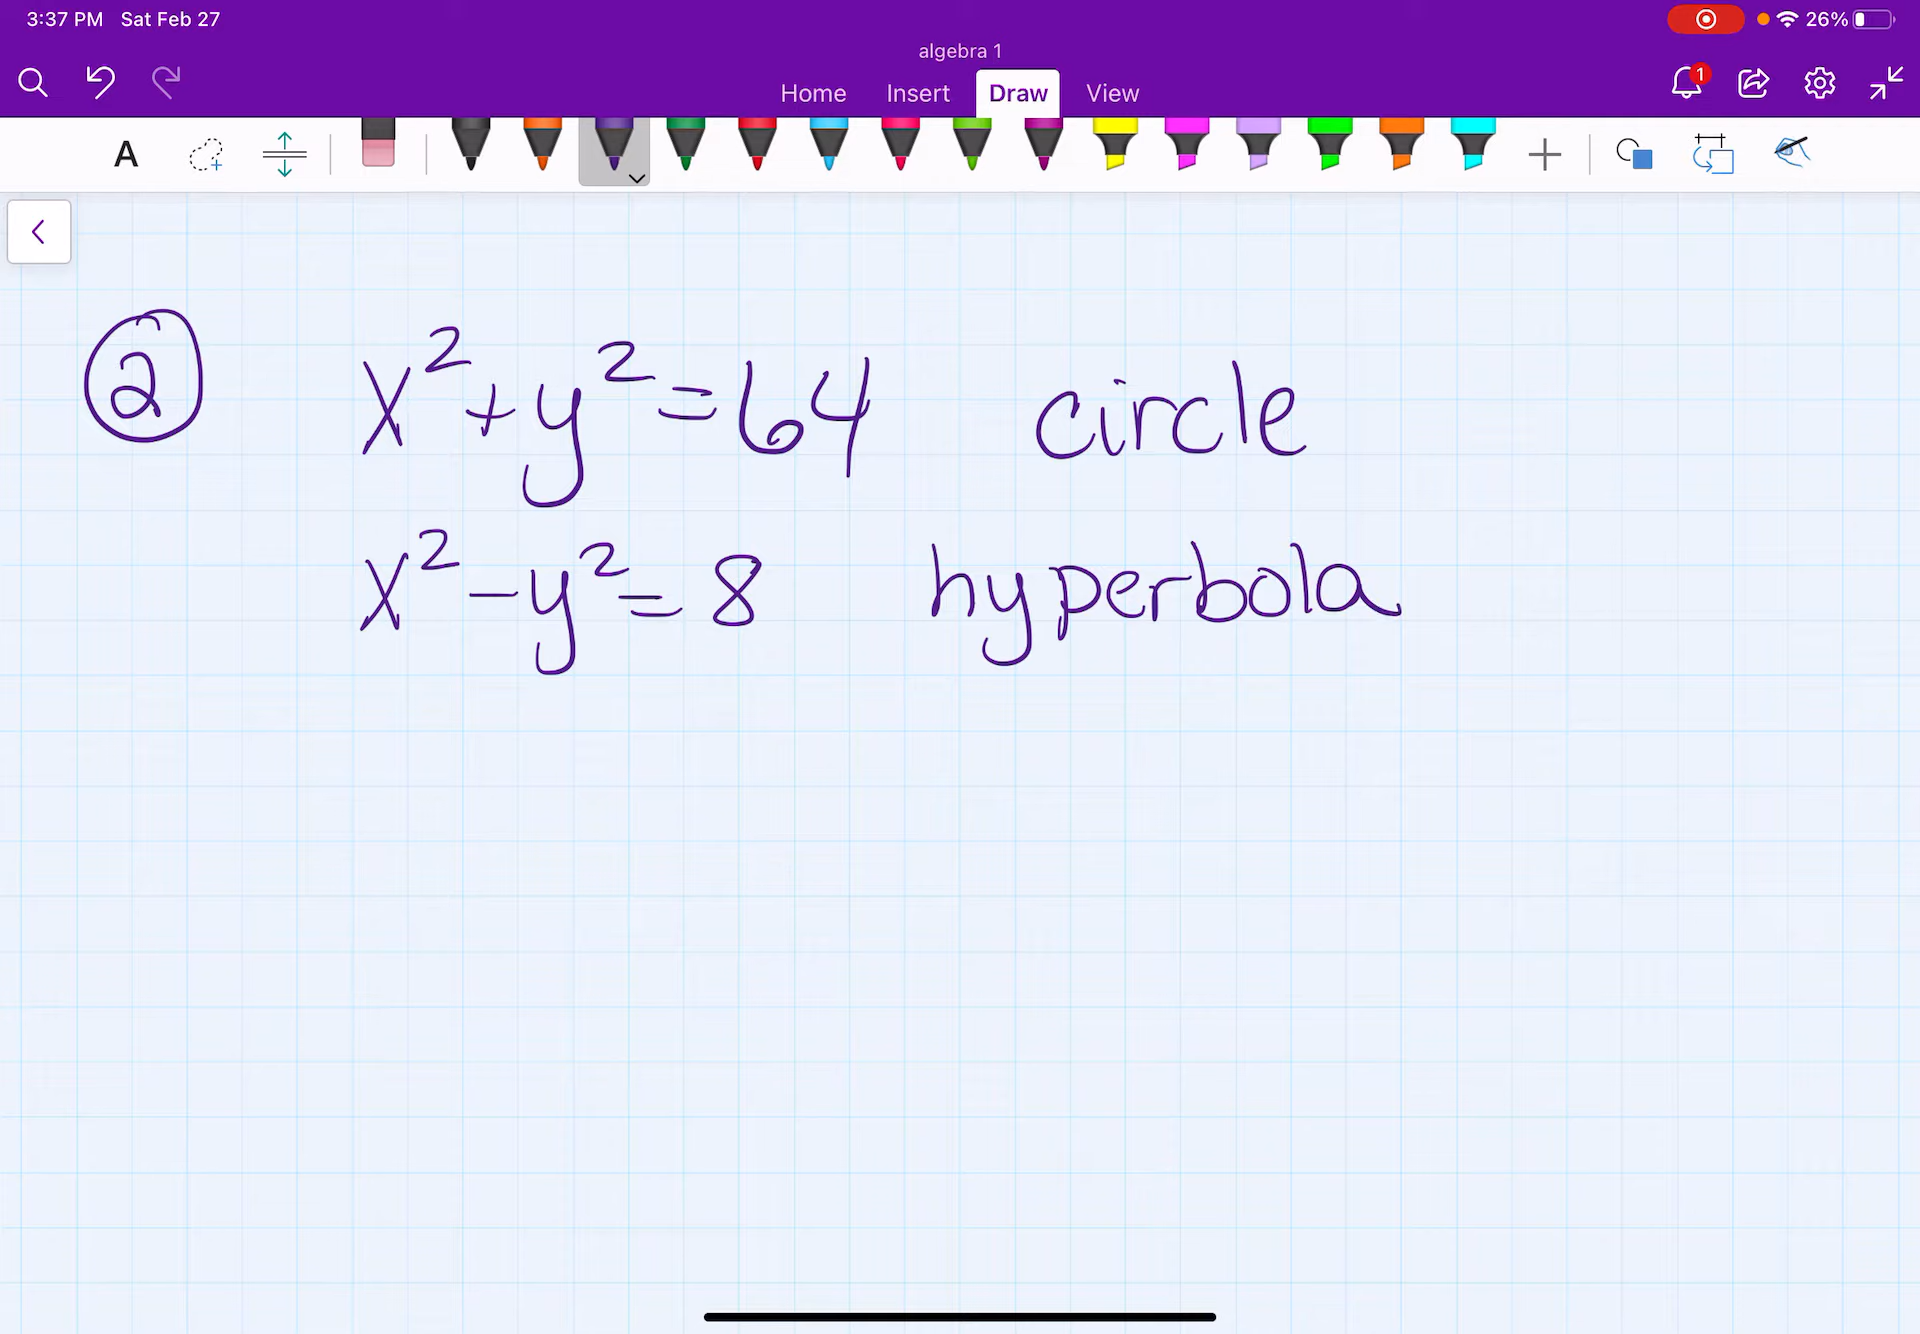 3:37 PM Sat Feb 27
26%
algebra 1
Home Insert Draw View
1
A
② x²+y²=64 circle
x²-y²=8 hyperbola